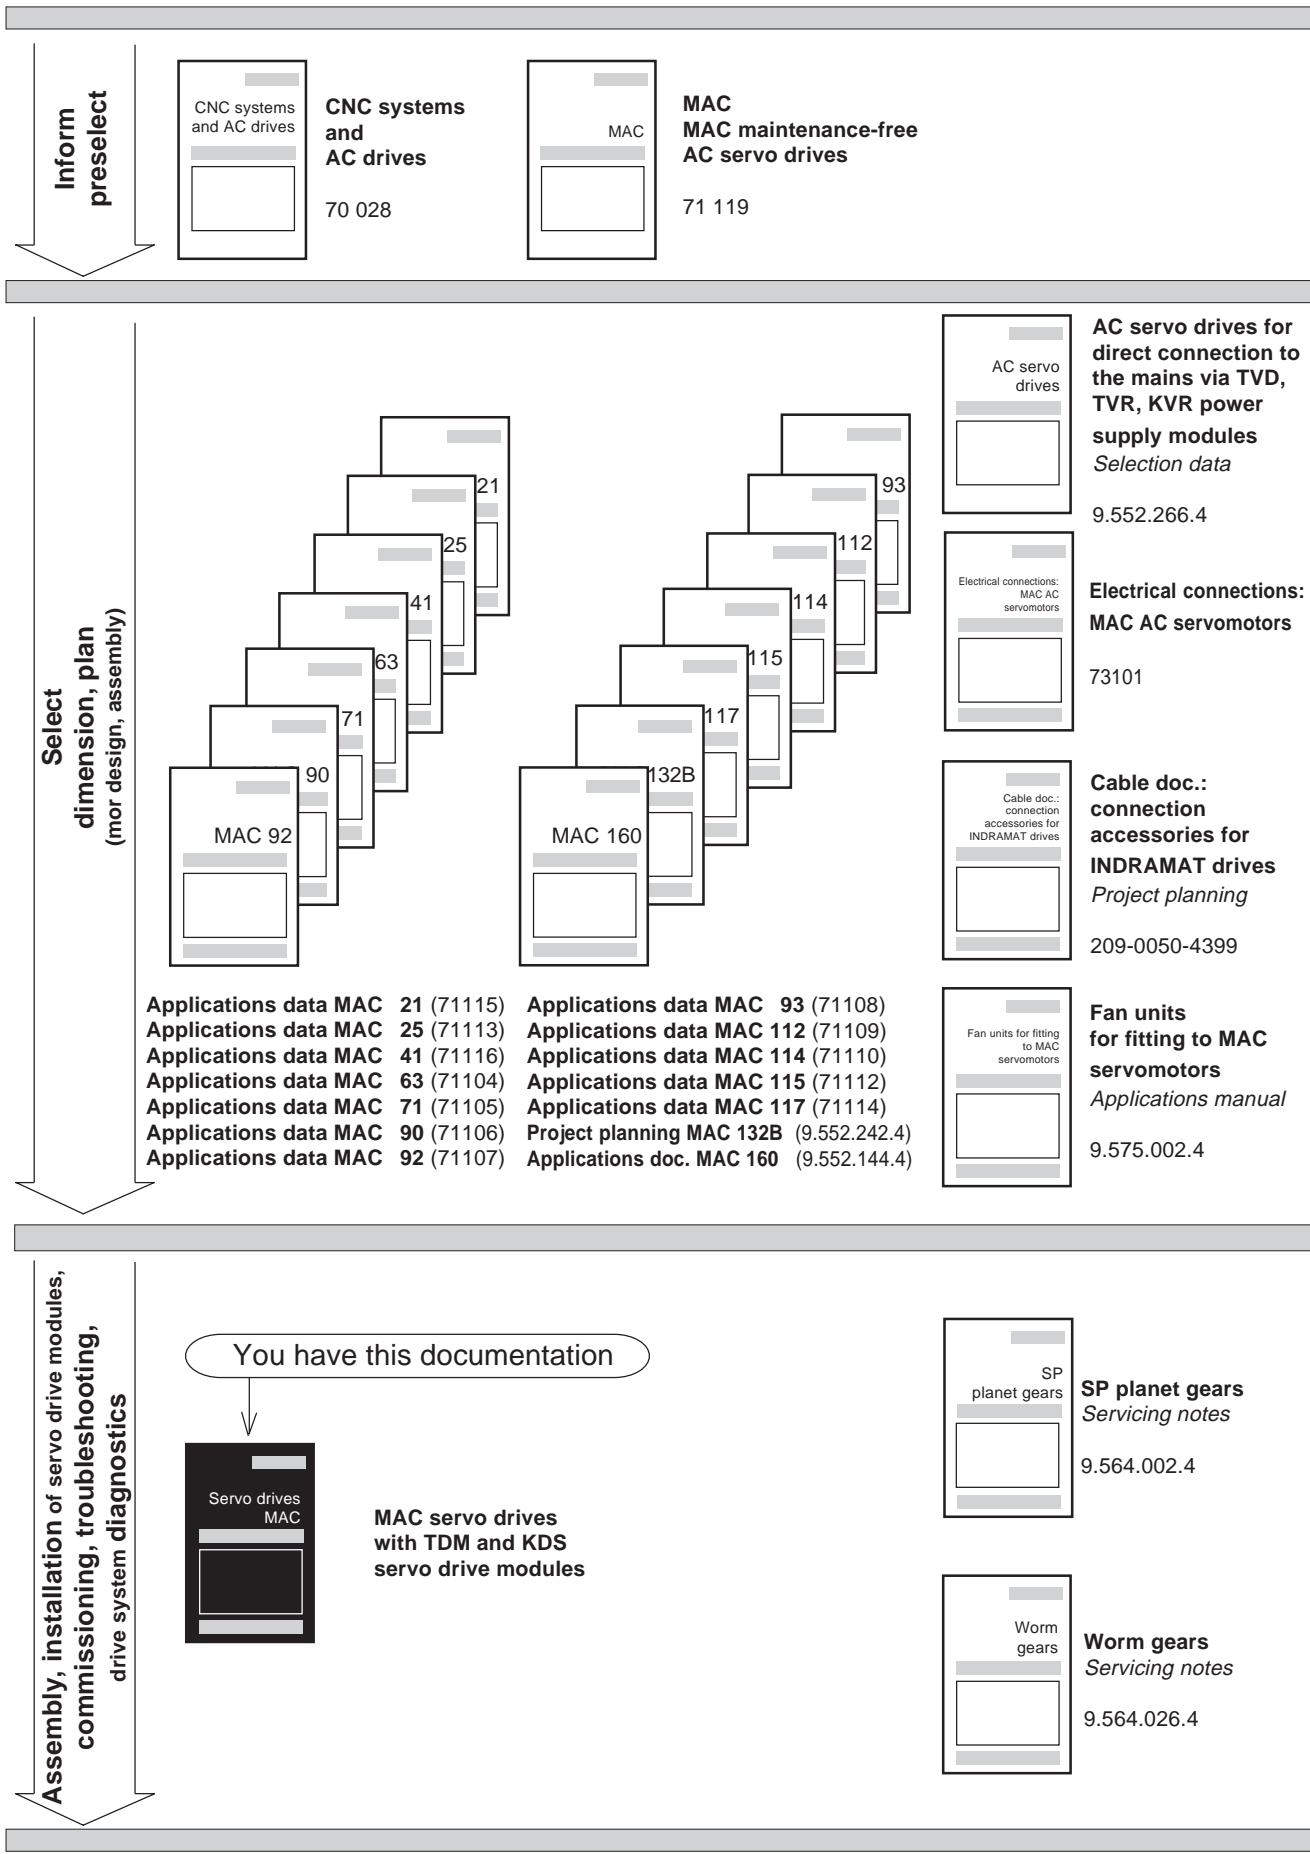 Inform
preselect
CNC systems
and AC drives
CNC systems
and
AC drives
70 028
MAC
MAC
MAC maintenance-free
AC servo drives
71 119
Select
dimension, plan
(mor design, assembly)
21
25
41
63
71
90
MAC 92
93
112
114
115
117
132B
MAC 160
Applications data MAC 21 (71115)
Applications data MAC 25 (71113)
Applications data MAC 41 (71116)
Applications data MAC 63 (71104)
Applications data MAC 71 (71105)
Applications data MAC 90 (71106)
Applications data MAC 92 (71107)
Applications data MAC 93 (71108)
Applications data MAC 112 (71109)
Applications data MAC 114 (71110)
Applications data MAC 115 (71112)
Applications data MAC 117 (71114)
Project planning MAC 132B (9.552.242.4)
Applications doc. MAC 160 (9.552.144.4)
AC servo
drives
AC servo drives for
direct connection to
the mains via TVD,
TVR, KVR power
supply modules
Selection data
9.552.266.4
Electrical connections:
MAC AC
servomotors
Electrical connections:
MAC AC servomotors
73101
Cable doc.:
connection
accessories for
INDRAMAT drives
Cable doc.:
connection
accessories for
INDRAMAT drives
Project planning
209-0050-4399
Fan units for fitting
to MAC
servomotors
Fan units
for fitting to MAC
servomotors
Applications manual
9.575.002.4
Assembly, installation of servo drive modules,
commissioning, troubleshooting,
drive system diagnostics
You have this documentation
Servo drives
MAC
MAC servo drives
with TDM and KDS
servo drive modules
SP
planet gears
SP planet gears
Servicing notes
9.564.002.4
Worm
gears
Worm gears
Servicing notes
9.564.026.4